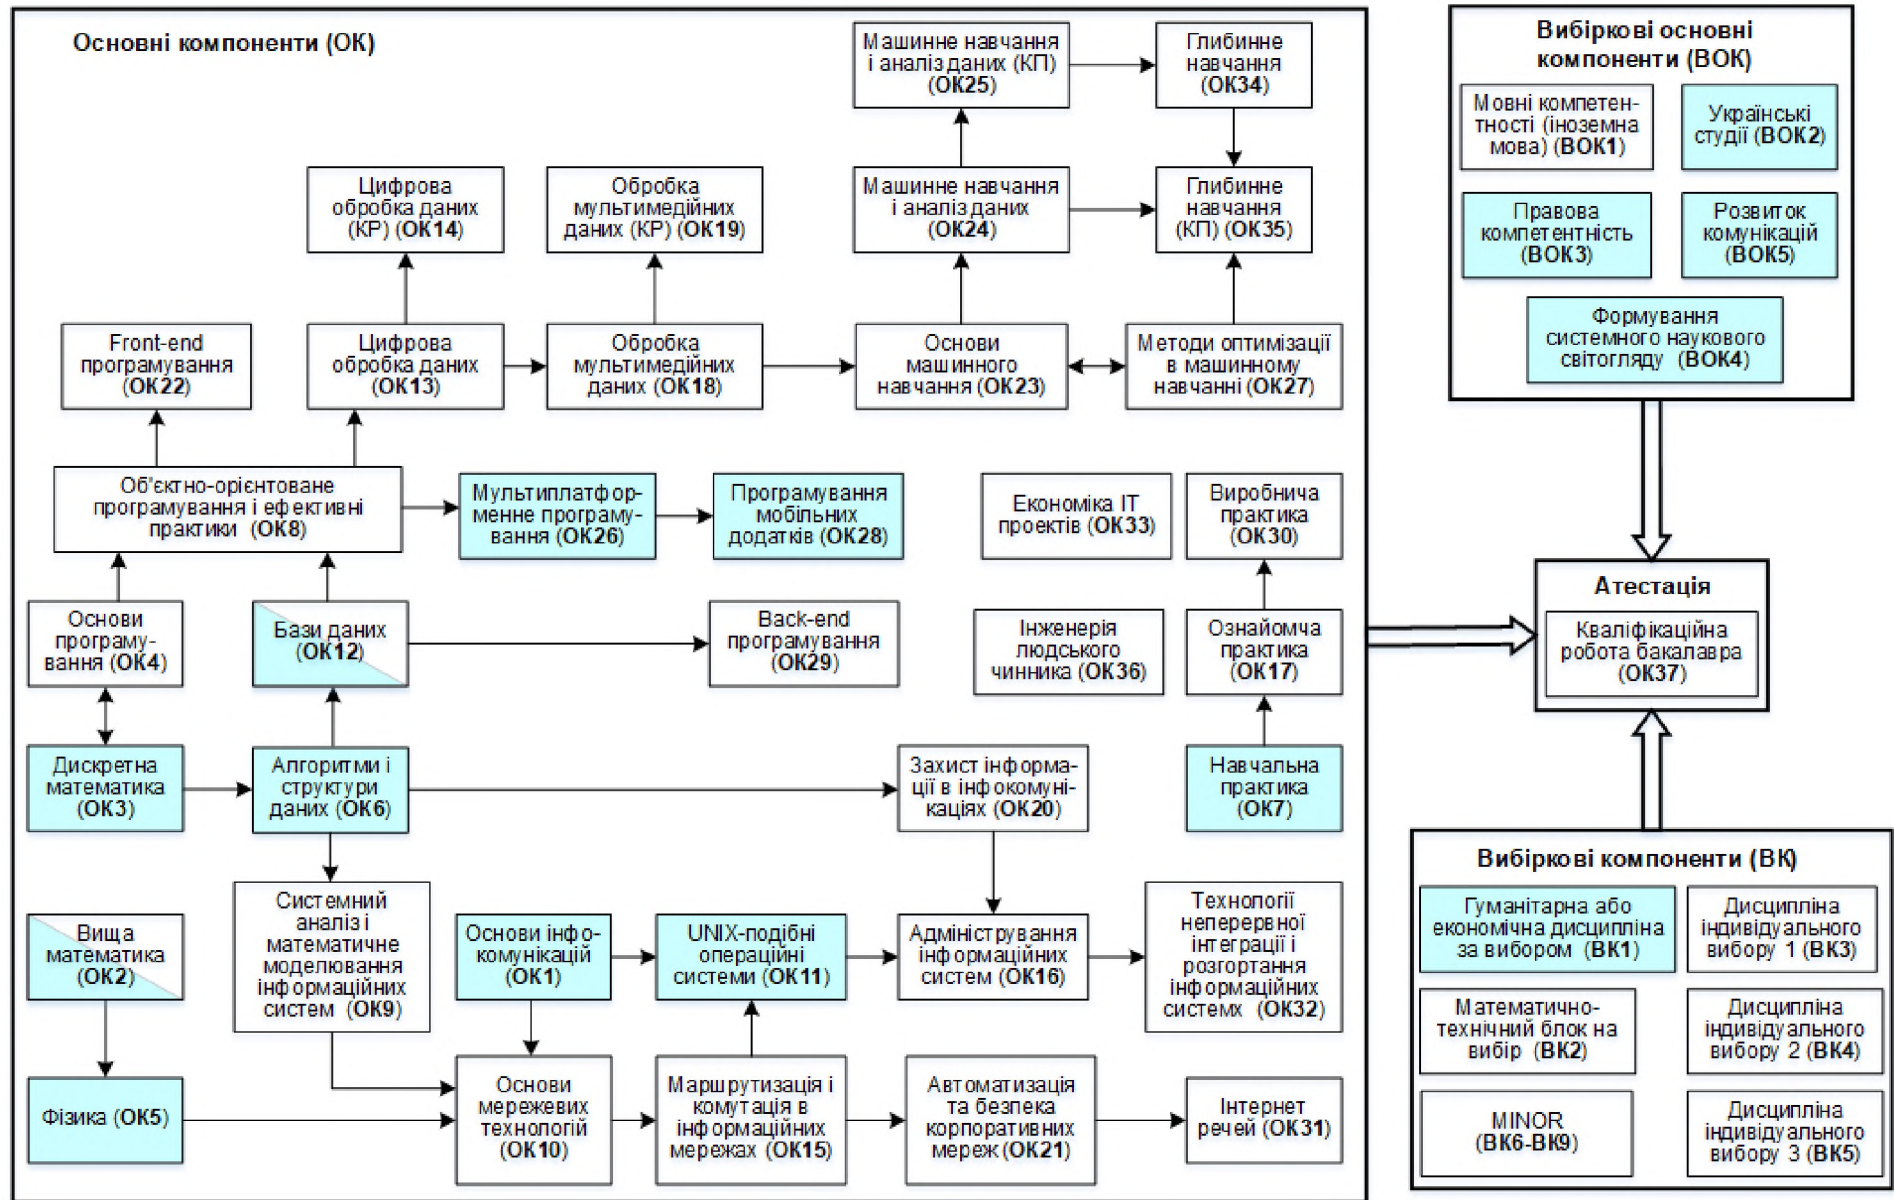 Основні компоненти (ОК)
Машинне навчання
і аналіз даних (КП)
(ОК25)
Глибинне
навчання
(ОК34)
Цифрова
обробка даних
(КР) (ОК14)
Обробка
мультимедійних
даних (КР) (ОК19)
Машинне навчання
і аналіз даних
(ОК24)
Глибинне
навчання
(КП) (ОК35)
Front-end
програмування
(ОК22)
Цифрова
обробка даних
(ОК13)
Обробка
мультимедійних
даних (ОК18)
Основи
машинного
навчання (ОК23)
Методи оптимізації
в машинному
навчанні (ОК27)
Об'єктно-орієнтоване
програмування і ефективні
практики (ОК8)
Мультиплатфор-
менне програму-
вання (ОК26)
Програмування
мобільних
додатків (ОК28)
Економіка ІТ
проектів (ОК33)
Виробнича
практика
(ОК30)
Основи
програму-
вання (ОК4)
Бази даних
(ОК12)
Back-end
програмування
(ОК29)
Інженерія
людського
чинника (ОК36)
Ознайомча
практика
(ОК17)
Дискретна
математика
(ОК3)
Алгоритми і
структури
даних (ОК6)
Захист інформа-
ції в інфокомуні-
каціях (ОК20)
Навчальна
практика
(ОК7)
Вища
математика
(ОК2)
Системний
аналіз і
математичне
моделювання
інформаційних
систем (ОК9)
Основи інфо-
комунікацій
(ОК1)
UNIX-подібні
операційні
системи (ОК11)
Адміністрування
інформаційних
систем (ОК16)
Технології
неперервної
інтеграції і
розгортання
інформаційних
системх (ОК32)
Фізика (ОК5)
Основи
мережевих
технологій
(ОК10)
Маршрутизація і
комутація в
інформаційних
мережах (ОК15)
Автоматизація
та безпека
корпоративних
мереж (ОК21)
Інтернет
речей (ОК31)
Вибіркові основні
компоненти (ВОК)
Мовні компетен-
тності (іноземна
мова) (ВОК1)
Українські
студії (ВОК2)
Правова
компетентність
(ВОК3)
Розвиток
комунікацій
(ВОК5)
Формування
системного наукового
світогляду (ВОК4)
Атестація
Кваліфікаційна
робота бакалавра
(ОК37)
Вибіркові компоненти (ВК)
Гуманітарна або
економічна дисципліна
за вибором (ВК1)
Дисципліна
індивідуального
вибору 1 (ВК3)
Математично-
технічний блок на
вибір (ВК2)
Дисципліна
індивідуального
вибору 2 (ВК4)
MINOR
(ВК6-ВК9)
Дисципліна
індивідуального
вибору 3 (ВК5)